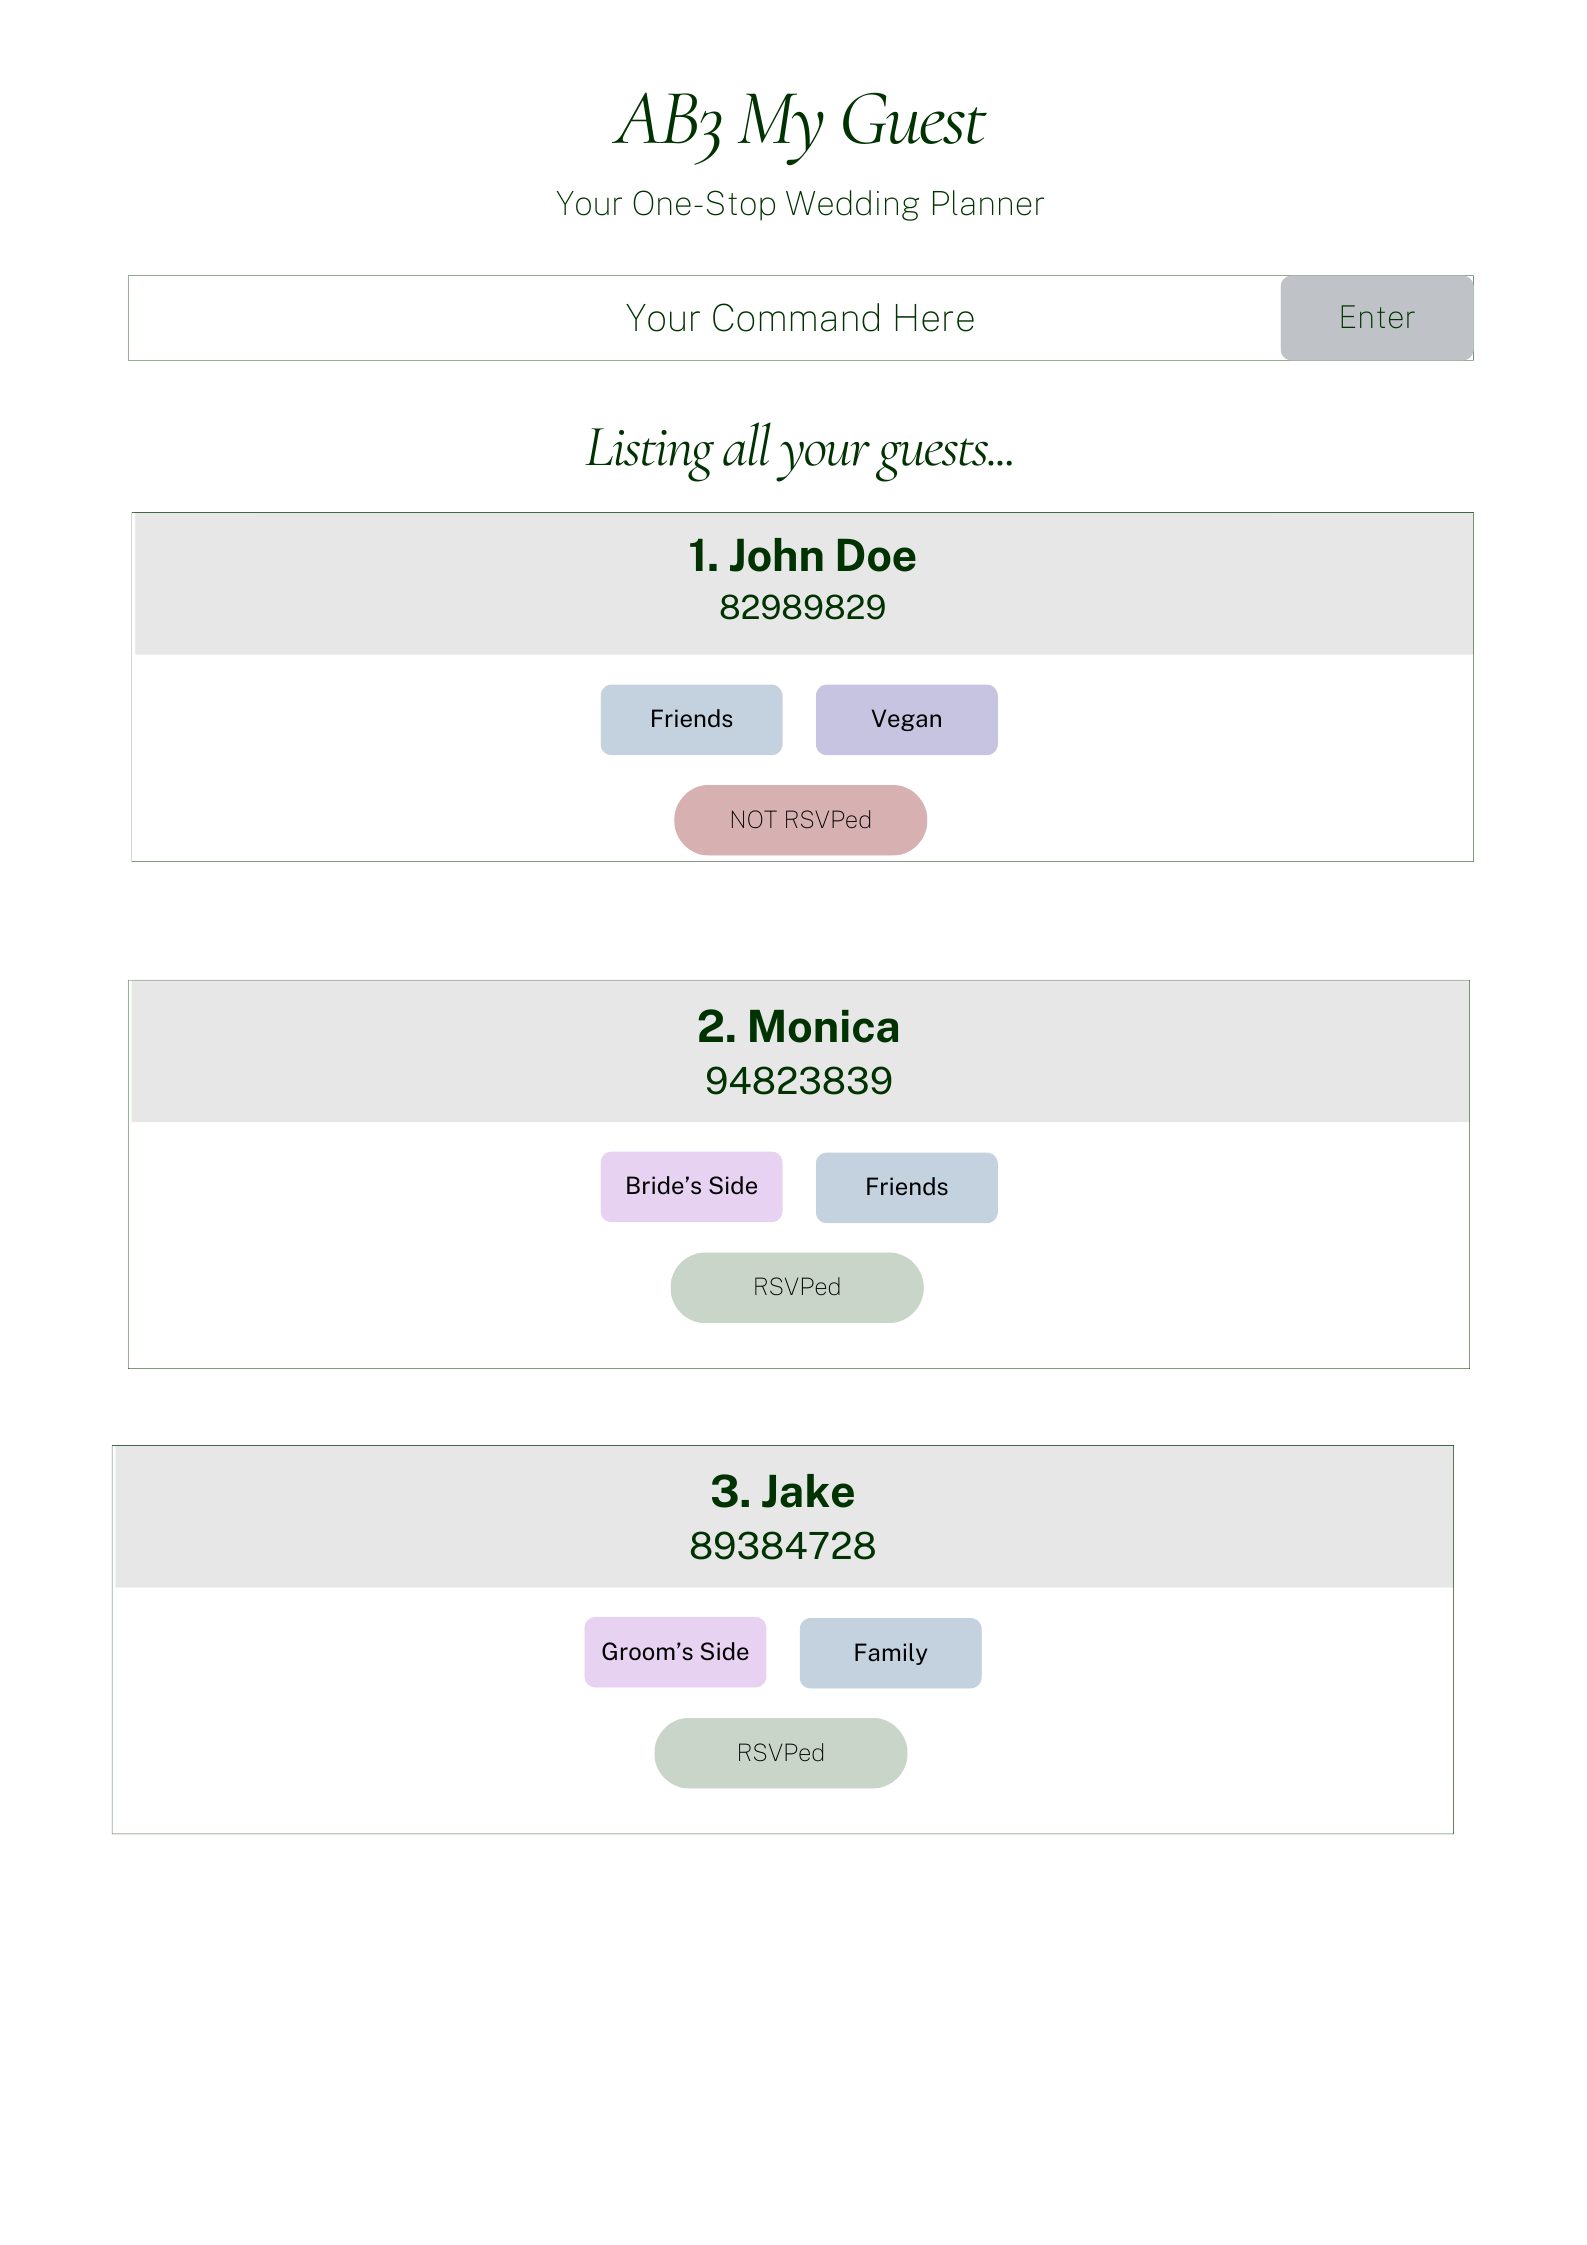 AB3 My Guest
Your One-Stop Wedding Planner
Your Command Here
Enter
Listing all your guests...
1. John Doe
82989829
Friends
Vegan
NOT RSVPed
2. Monica
94823839
Bride’s Side
Friends
RSVPed
3. Jake
89384728
Groom’s Side
Family
RSVPed